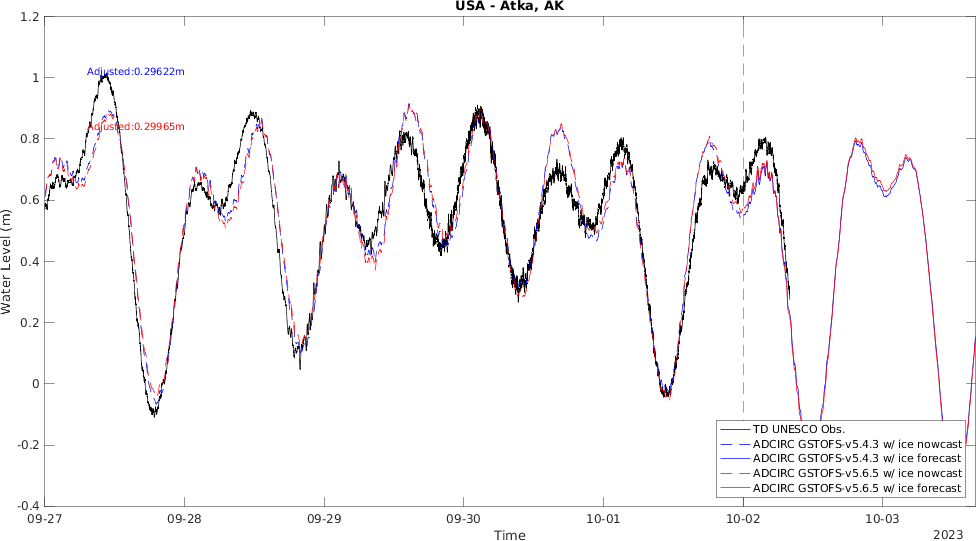 USA - Atka, AK
1.2
1
0.8
0.6
0.4
0.2
0
-0.2
-0.4
Water Level (m)
Adjusted:0.29622m
Adjusted:0.29965m
TD UNESCO Obs.
ADCIRC GSTOFS-v5.4.3 w/ ice nowcast
ADCIRC GSTOFS-v5.4.3 w/ ice forecast
ADCIRC GSTOFS-v5.6.5 w/ ice nowcast
ADCIRC GSTOFS-v5.6.5 w/ ice forecast
09-27 09-28 09-29 09-30 10-01 10-02 10-03
Time
2023